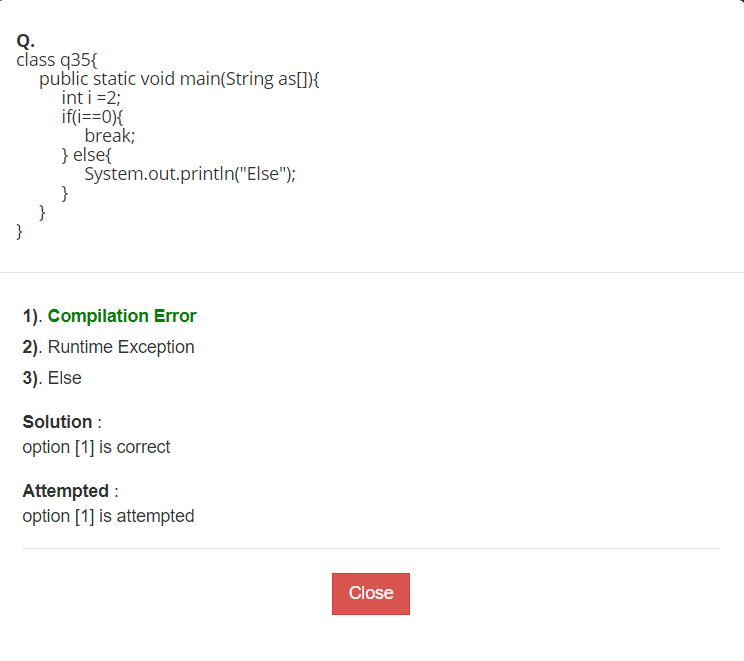 Q.
class q35{
public static void main(String as[]){
int i =2;
if(i==0){
break;
} else{
System.out.println("Else");
}
}
}
1). Compilation Error
2). Runtime Exception
3). Else
Solution :
option [1] is correct
Attempted :
option [1] is attempted
Close